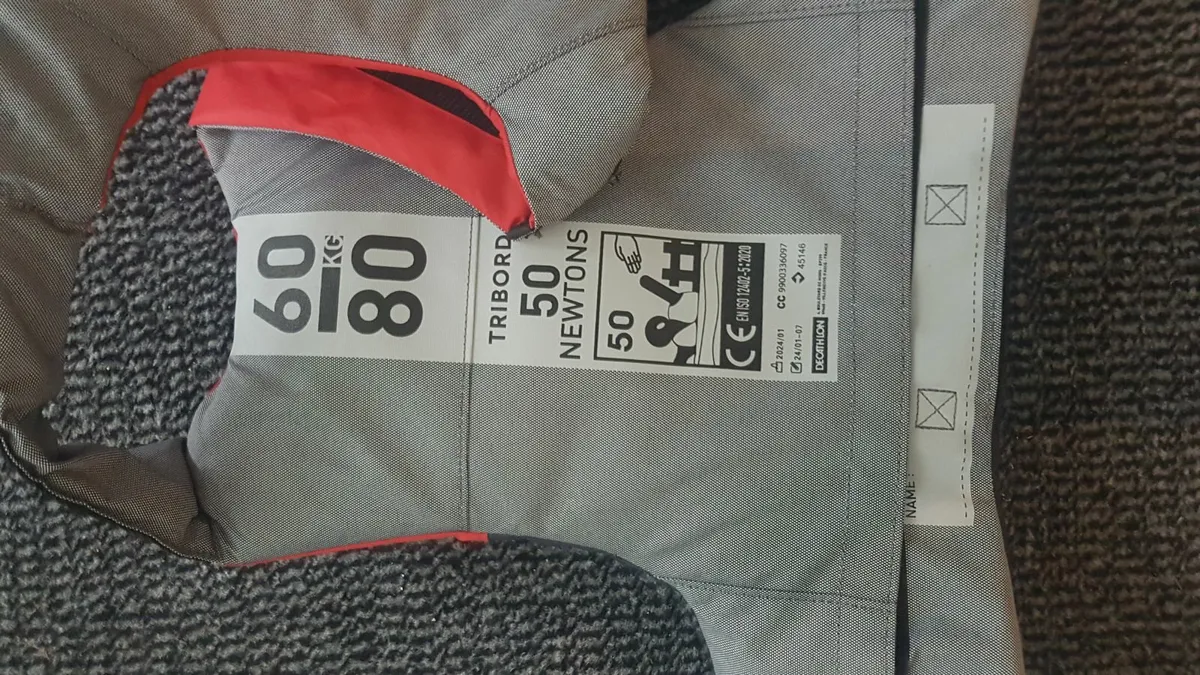 60
KG
80
TRIBORD
50
NEWTONS
50
CE EN ISO 12402-5:2020
2024/01 CC 9900336097
24/01-07 45146
DECATHLON
NAME :